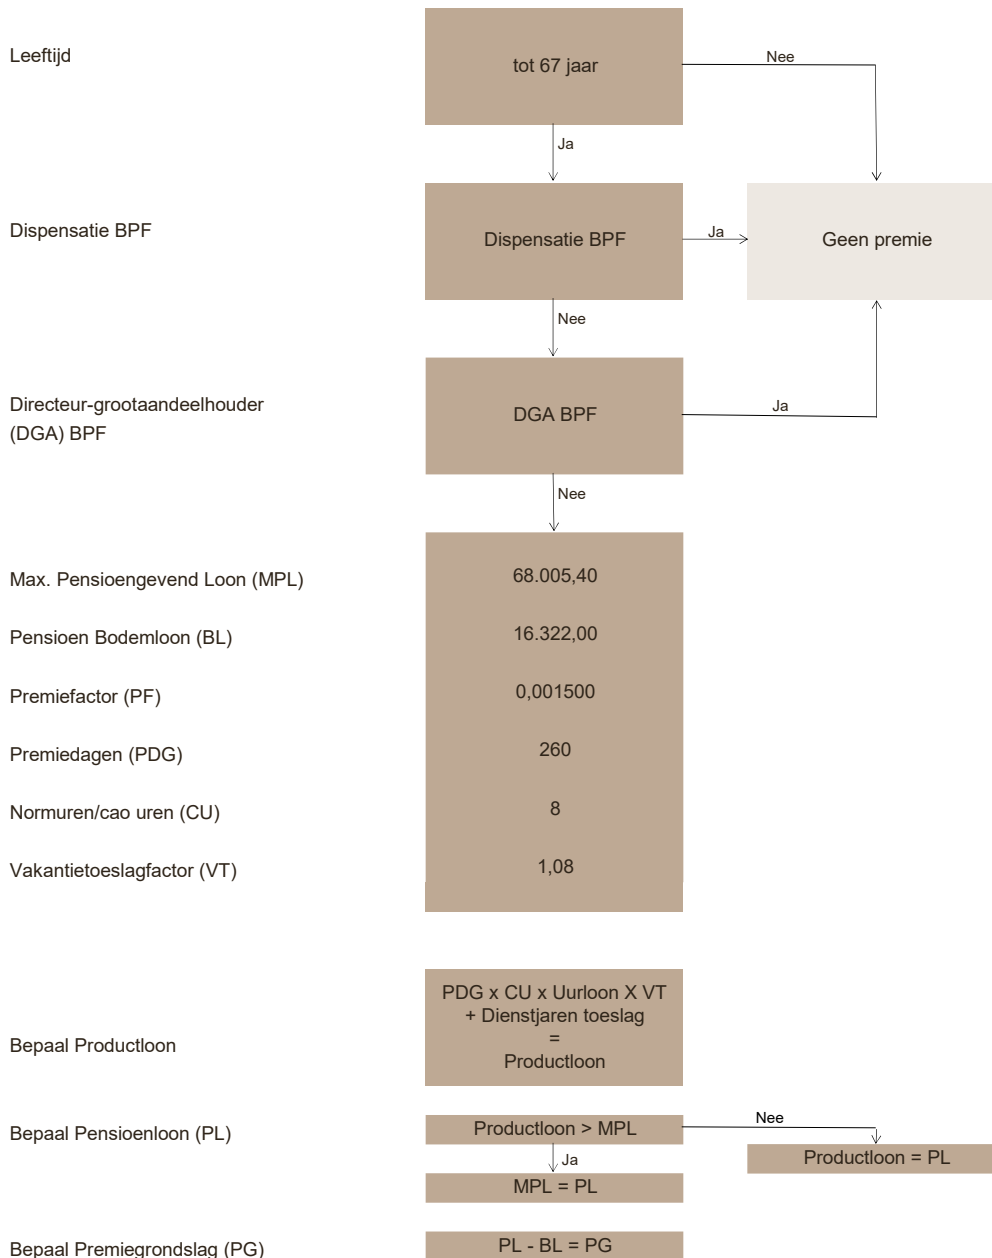 Leeftijd
tot 67 jaar
Nee
Ja
Dispensatie BPF
Dispensatie BPF
Ja
Geen premie
Nee
Directeur-grootaandeelhouder
(DGA) BPF
DGA BPF
Ja
Nee
Max. Pensioengevend Loon (MPL)
68.005,40
Pensioen Bodemloon (BL)
16.322,00
Premiefactor (PF)
0,001500
Premiedagen (PDG)
260
Normuren/cao uren (CU)
8
Vakantietoeslagfactor (VT)
1,08
Bepaal Productloon
PDG x CU x Uurloon X VT
+ Dienstjaren toeslag
=
Productloon
Bepaal Pensioenloon (PL)
Productloon > MPL
Nee
Ja
Productloon = PL
MPL = PL
Bepaal Premiegrondslag (PG)
PL - BL = PG